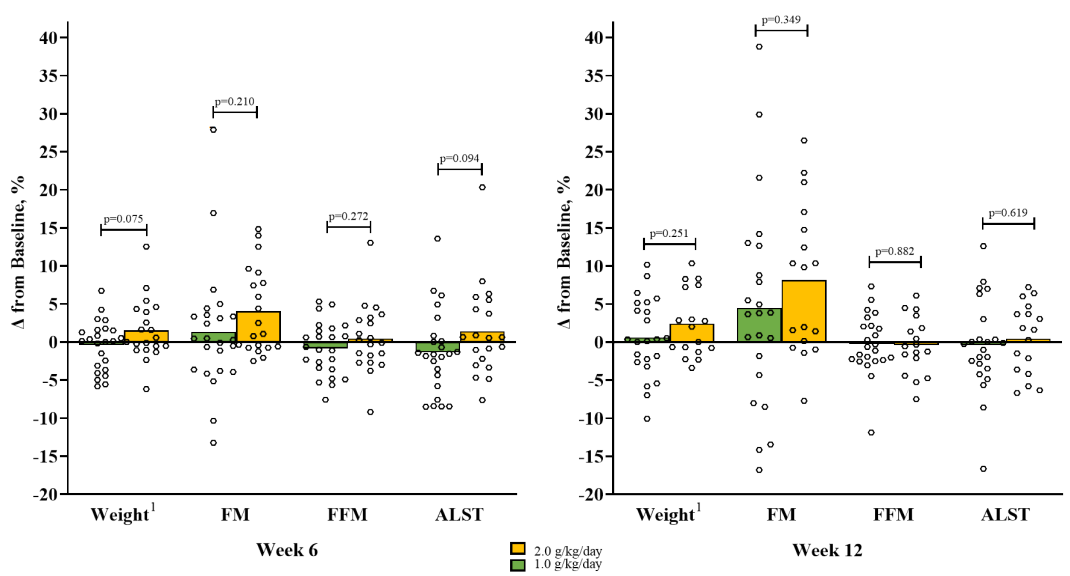 Δ from Baseline, %
40
35
30
25
20
15
10
5
0
-5
-10
-15
-20
p=0.075
p=0.210
p=0.272
p=0.094
Weight1 FM FFM ALST
Week 6
Δ from Baseline, %
40
35
30
25
20
15
10
5
0
-5
-10
-15
-20
p=0.251
p=0.349
p=0.882
p=0.619
Weight1 FM FFM ALST
Week 12
2.0 g/kg/day
1.0 g/kg/day